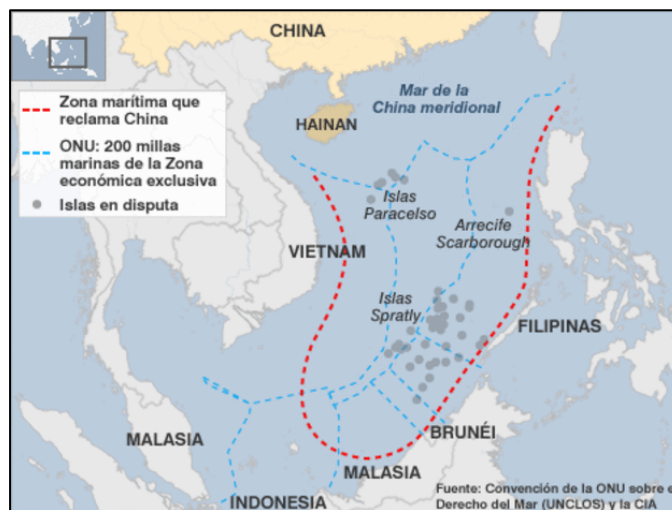 CHINA
Mar de la
China meridional
Zona marítima que
reclama China
HAINAN
ONU: 200 millas
marinas de la Zona
económica exclusiva
Islas en disputa
Islas
Paracelso
Arrecife
Scarborough
VIETNAM
Islas
Spratly
FILIPINAS
MALASIA
BRUNÉI
MALASIA
INDONESIA
Fuente: Convención de la ONU sobre e
Derecho del Mar (UNCLOS) y la CIA